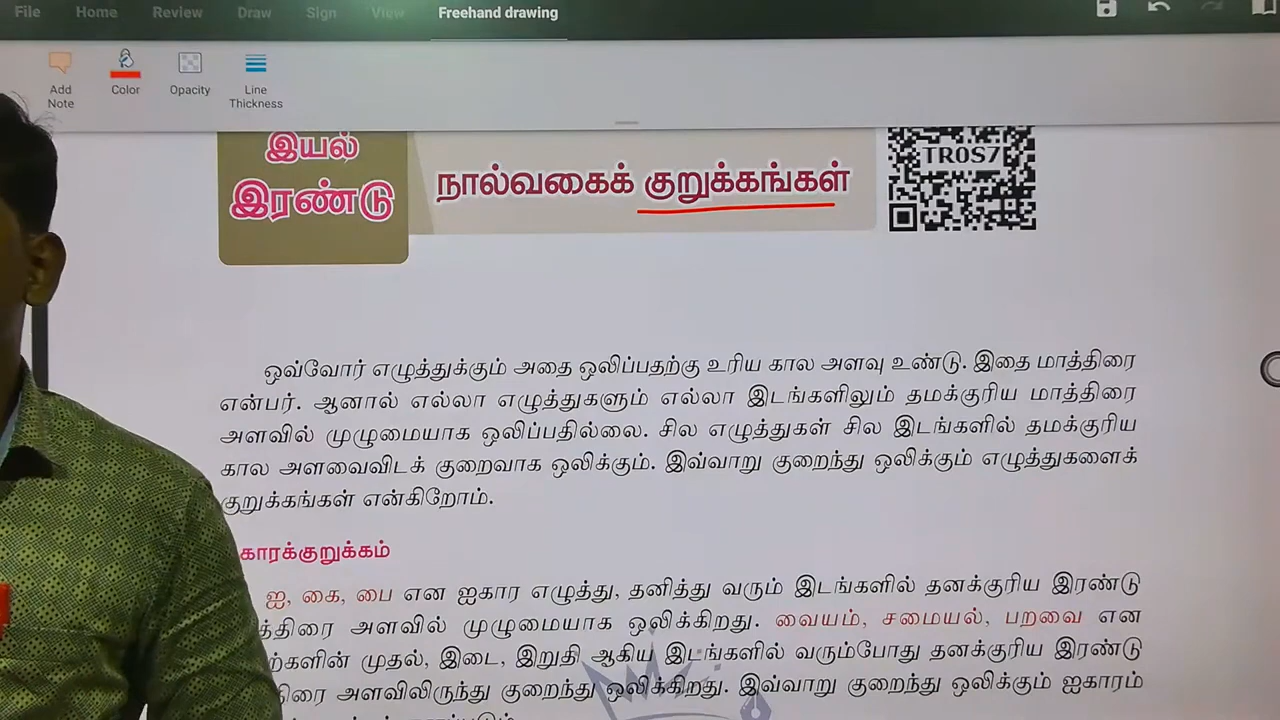 File Home Review Draw Sign View Freehand drawing
Add Note Color Opacity Line Thickness
இயல்
இரண்டு
நால்வகைக் குறுக்கங்கள்
TR0S7
ஒவ்வோர் எழுத்துக்கும் அதை ஒலிப்பதற்கு உரிய கால அளவு உண்டு. இதை மாத்திரை
என்பர். ஆனால் எல்லா எழுத்துகளும் எல்லா இடங்களிலும் தமக்குரிய மாத்திரை
அளவில் முழுமையாக ஒலிப்பதில்லை. சில எழுத்துகள் சில இடங்களில் தமக்குரிய
கால அளவைவிடக் குறைவாக ஒலிக்கும். இவ்வாறு குறைந்து ஒலிக்கும் எழுத்துகளைக்
குறுக்கங்கள் என்கிறோம்.
காரக்குறுக்கம்
ஐ, கை, பை என ஐகார எழுத்து, தனித்து வரும் இடங்களில் தனக்குரிய இரண்டு
த்திரை அளவில் முழுமையாக ஒலிக்கிறது. வையம், சமையல், பறவை என
ற்களின் முதல், இடை, இறுதி ஆகிய இடங்களில் வரும்போது தனக்குரிய இரண்டு
திரை அளவிலிருந்து குறைந்து ஒலிக்கிறது. இவ்வாறு குறைந்து ஒலிக்கும் ஐகாரம்